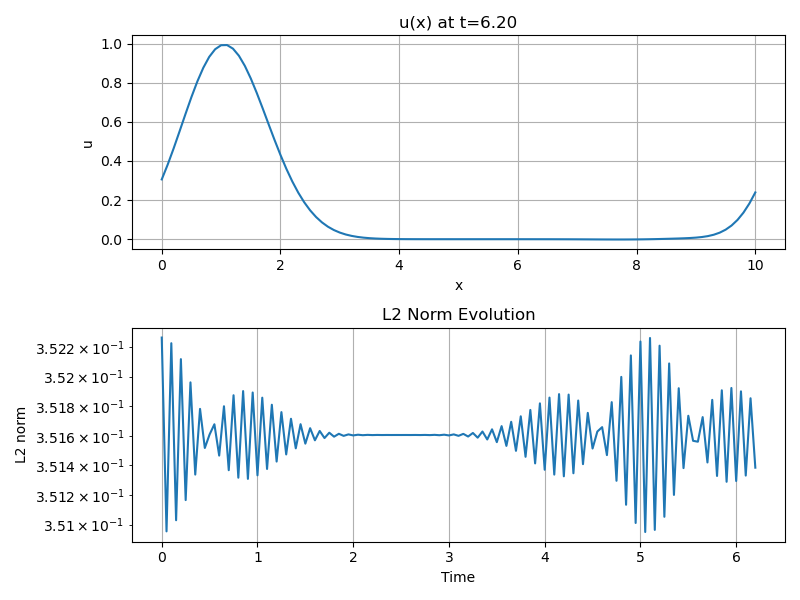 u(x) at t=6.20
1.0
0.8
0.6
0.4
0.2
0.0
u
0 2 4 6 8 10
x
L2 Norm Evolution
3.522 × 10⁻¹
3.52 × 10⁻¹
3.518 × 10⁻¹
3.516 × 10⁻¹
3.514 × 10⁻¹
3.512 × 10⁻¹
3.51 × 10⁻¹
L2 norm
0 1 2 3 4 5 6
Time